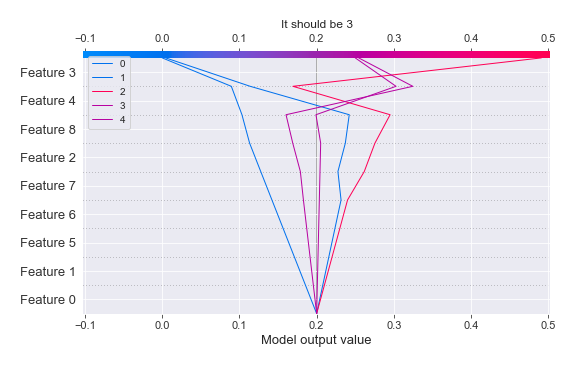 It should be 3
−0.1 0.0 0.1 0.2 0.3 0.4 0.5
0
1
2
3
4
Feature 3
Feature 4
Feature 8
Feature 2
Feature 7
Feature 6
Feature 5
Feature 1
Feature 0
−0.1 0.0 0.1 0.2 0.3 0.4 0.5
Model output value